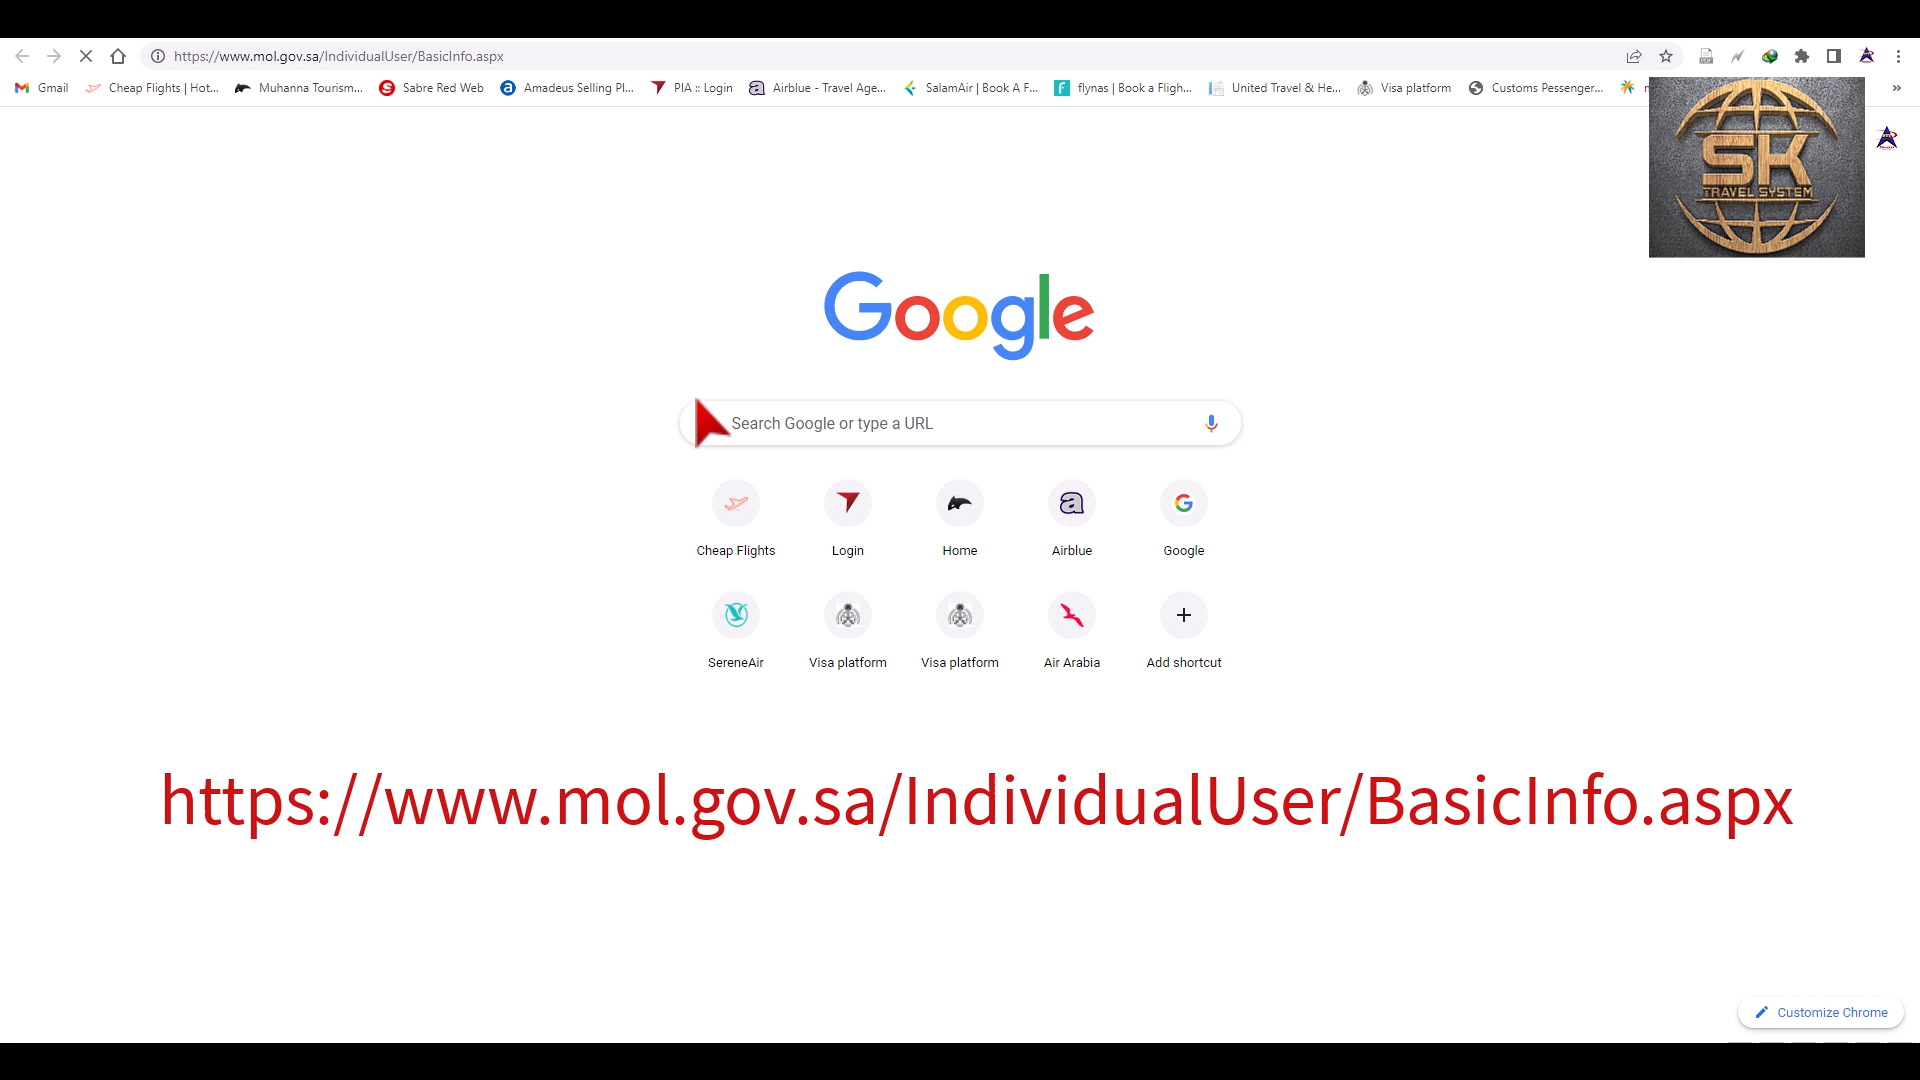 https://www.mol.gov.sa/IndividualUser/BasicInfo.aspx
Gmail Cheap Flights | Hot... Muhanna Tourism... Sabre Red Web Amadeus Selling Pl... PIA :: Login Airblue - Travel Age... SalamAir | Book A F... flynas | Book a Fligh... United Travel & He... Visa platform Customs Pessenger... »
SK
TRAVEL SYSTEM
Google
Search Google or type a URL
Cheap Flights Login Home Airblue Google
SereneAir Visa platform Visa platform Air Arabia Add shortcut
https://www.mol.gov.sa/IndividualUser/BasicInfo.aspx
Customize Chrome